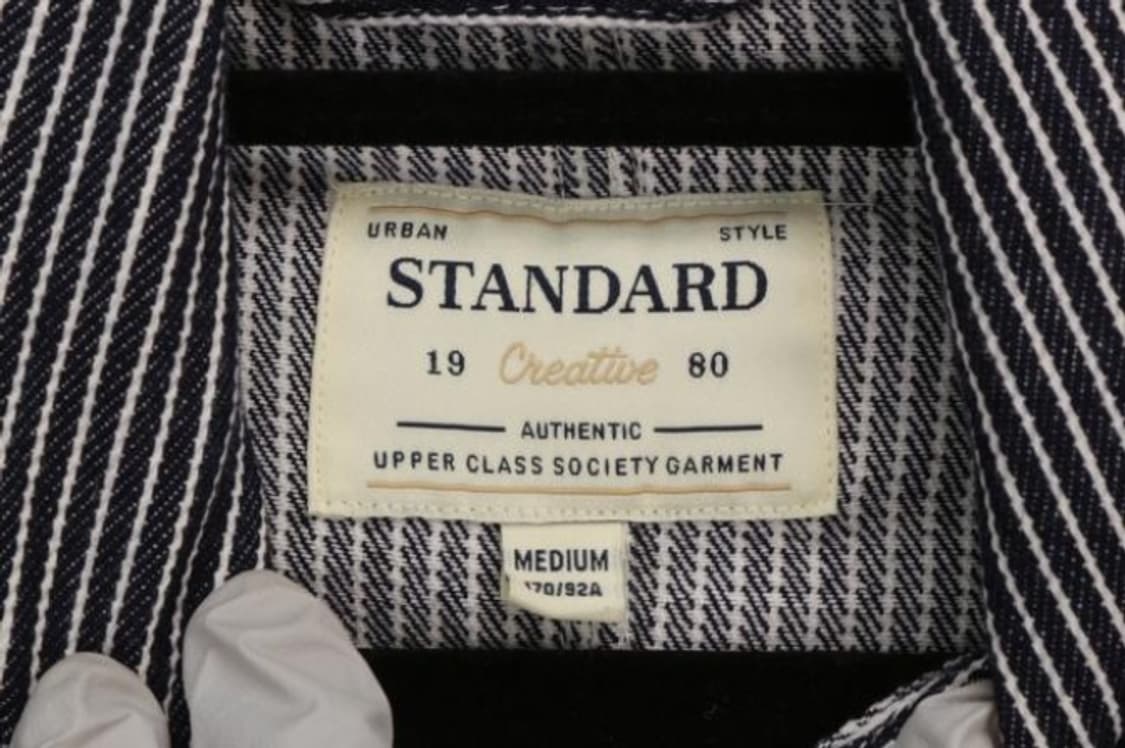 URBAN STYLE
STANDARD
19 Creative 80
AUTHENTIC
UPPER CLASS SOCIETY GARMENT
MEDIUM
170/92A